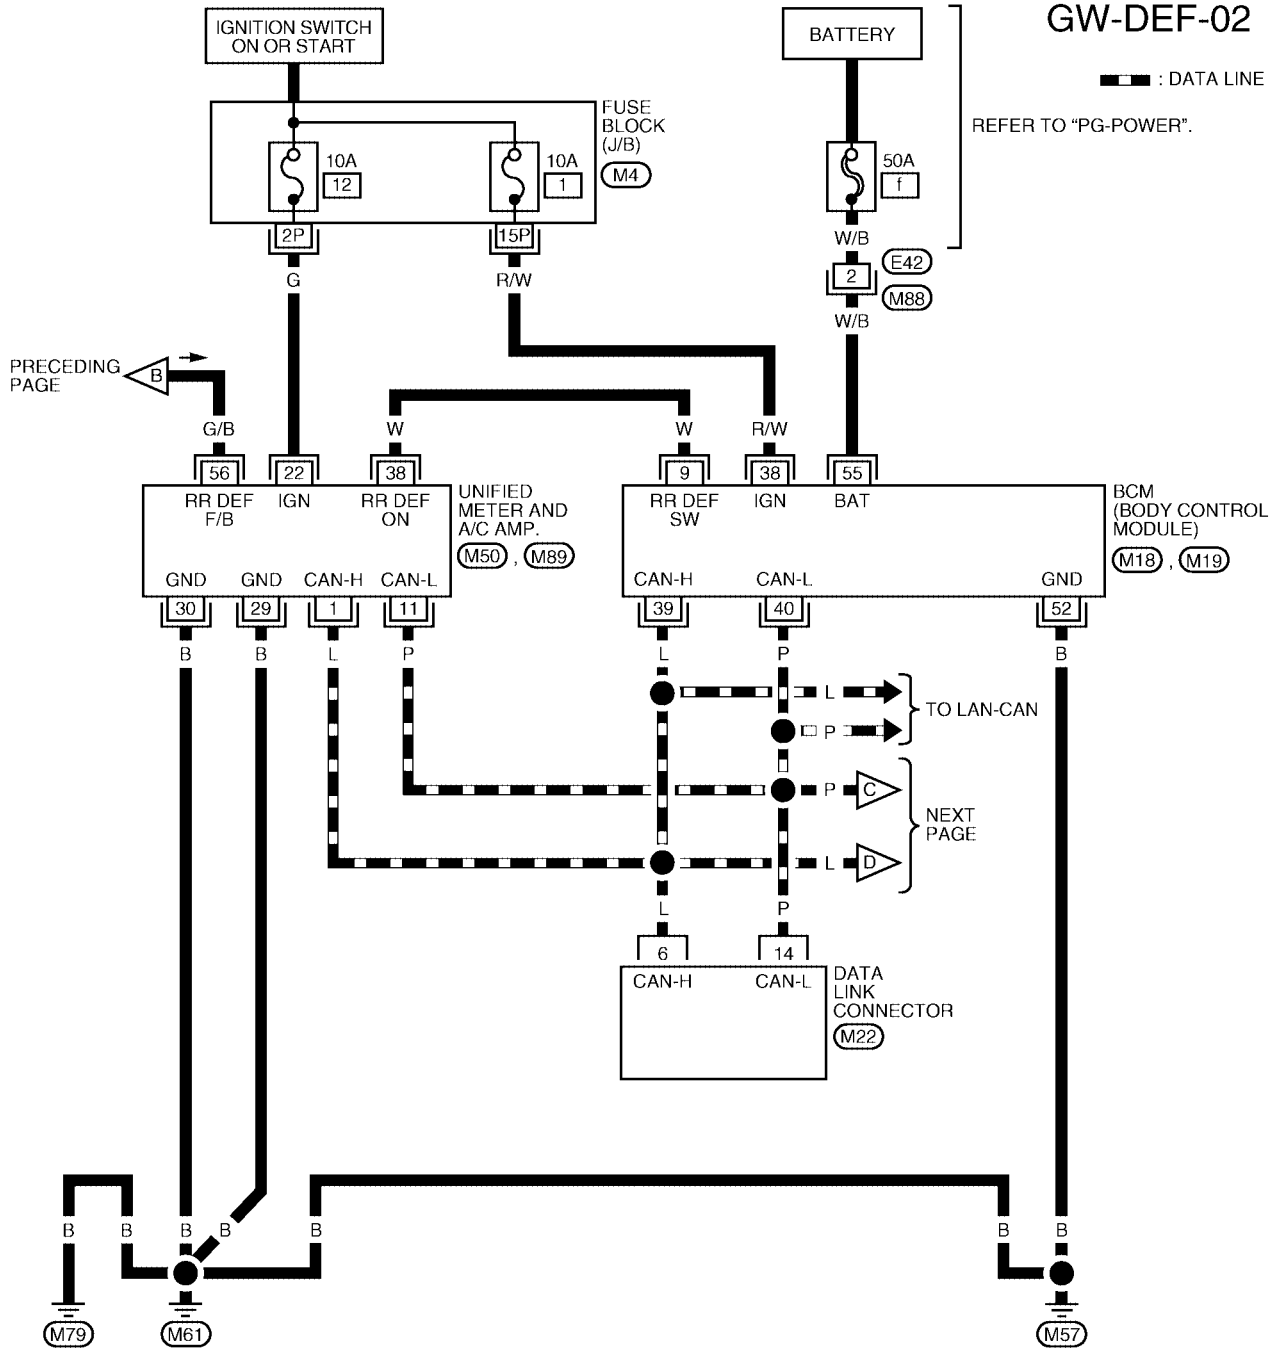 GW-DEF-02
IGNITION SWITCH
ON OR START
BATTERY
: DATA LINE
FUSE
BLOCK
(J/B)
M4
REFER TO "PG-POWER".
10A
12
10A
1
50A
f
2P
15P
W/B
E42
2
M88
W/B
G
R/W
PRECEDING
PAGE
B
G/B
W
W
R/W
56
22
38
9
38
55
RR DEF
F/B
IGN
RR DEF
ON
UNIFIED
METER AND
A/C AMP.
M50 , M89
RR DEF
SW
IGN
BAT
BCM
(BODY CONTROL
MODULE)
M18 , M19
GND
GND
CAN-H
CAN-L
CAN-H
CAN-L
GND
30
29
1
11
39
40
52
B
B
L
P
L
P
B
L
TO LAN-CAN
P
P
C
NEXT
PAGE
L
D
L
P
6
14
CAN-H
CAN-L
DATA
LINK
CONNECTOR
M22
B
B
B
B
B
B
B
M79
M61
M57